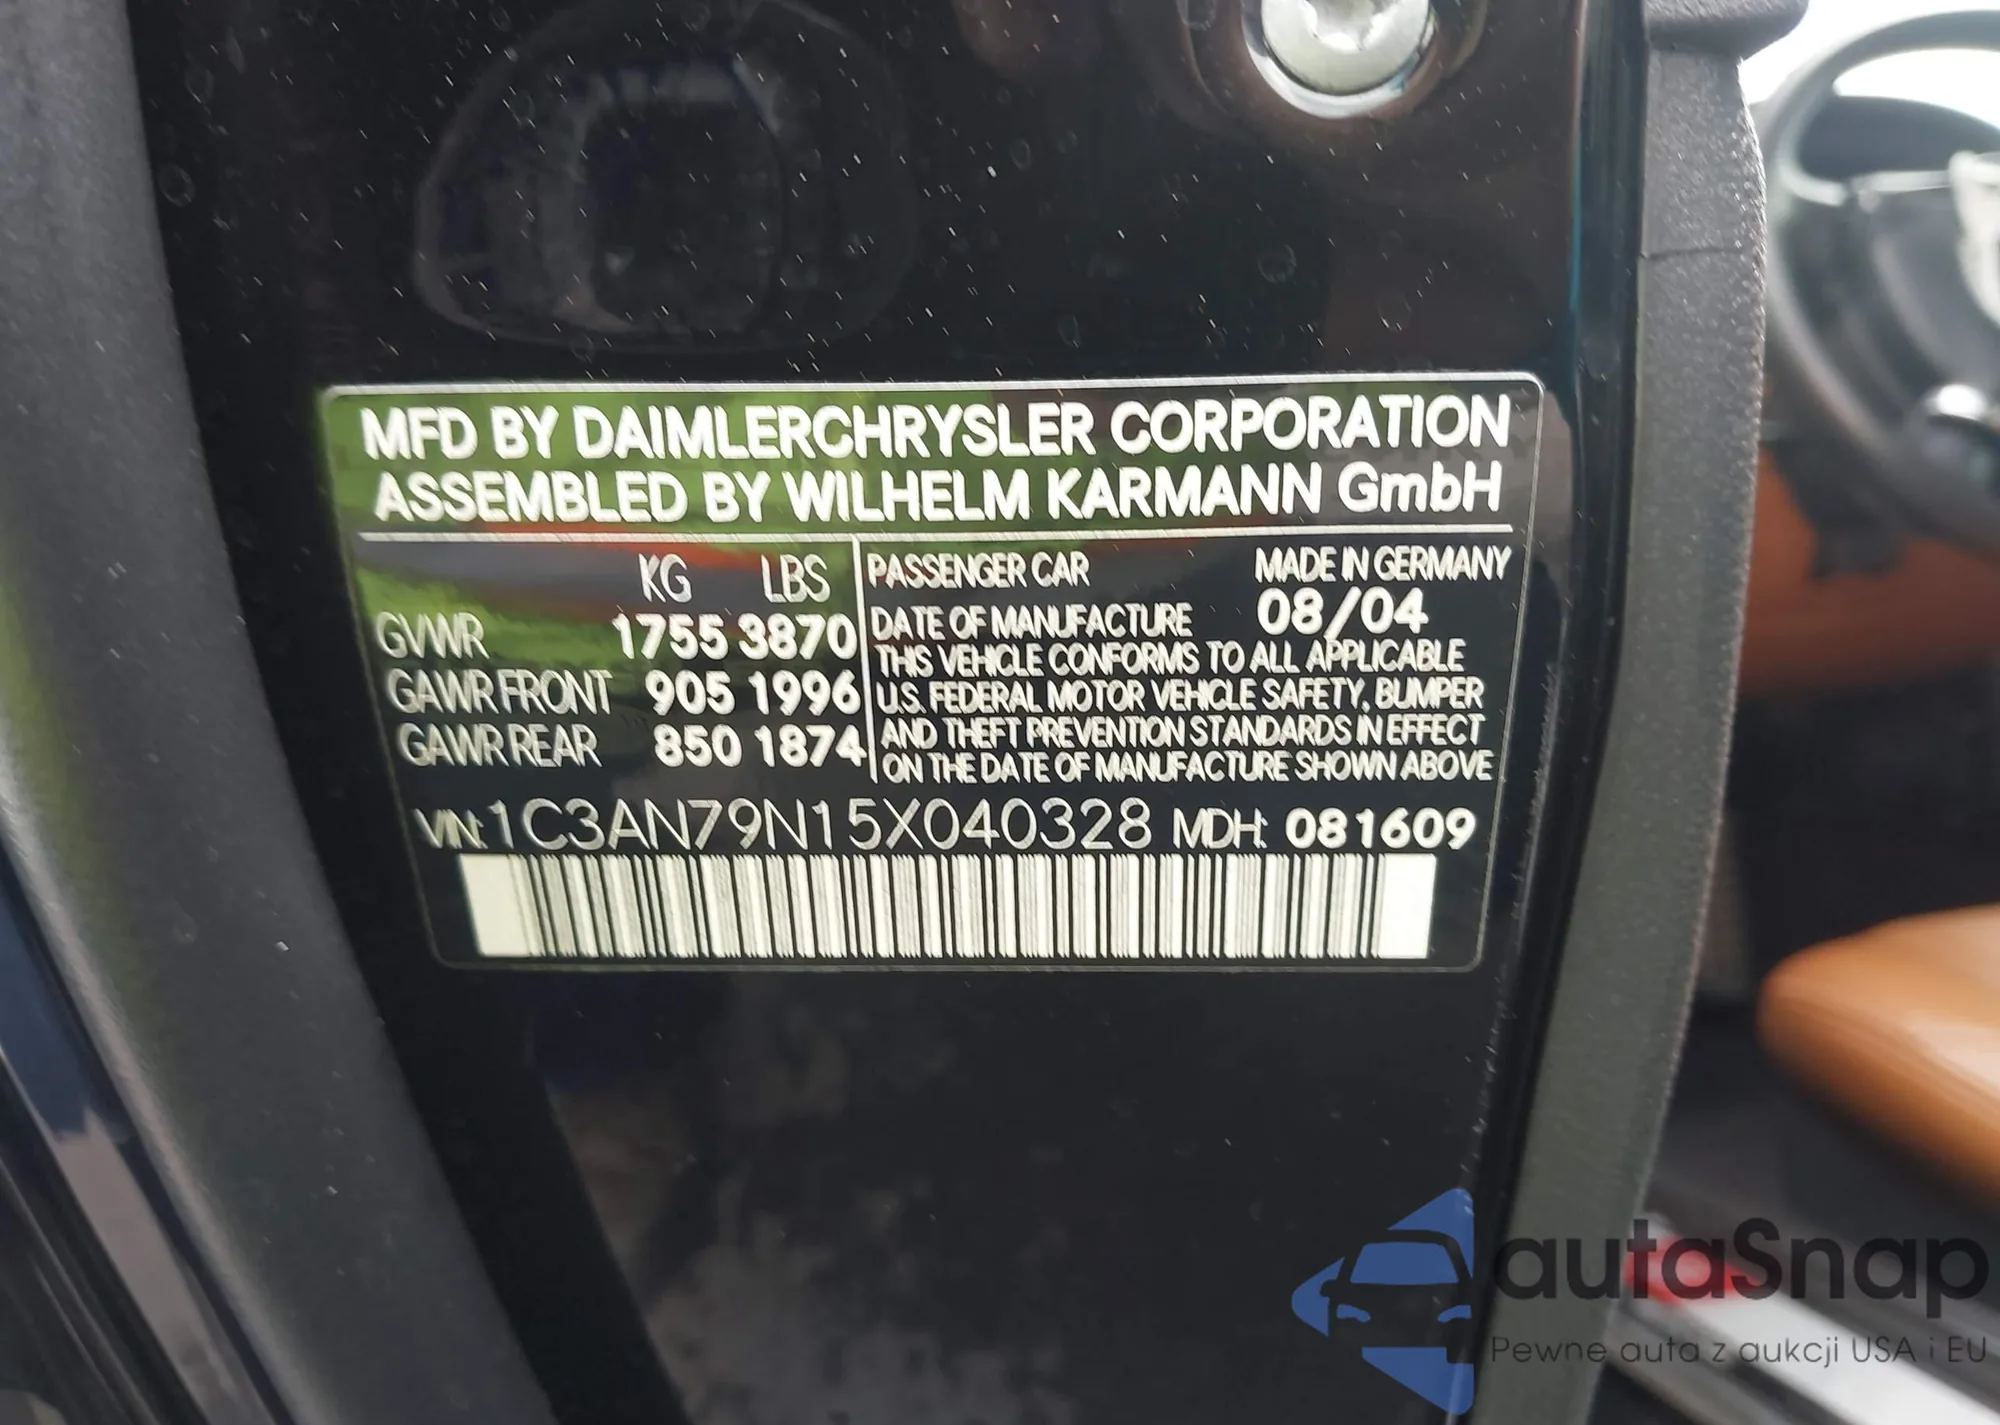 MFD BY DAIMLERCHRYSLER CORPORATION
ASSEMBLED BY WILHELM KARMANN GmbH
KG LBS
GVWR 1755 3870
GAWR FRONT 905 1996
GAWR REAR 850 1874
PASSENGER CAR MADE IN GERMANY
DATE OF MANUFACTURE 08/04
THIS VEHICLE CONFORMS TO ALL APPLICABLE
U.S. FEDERAL MOTOR VEHICLE SAFETY, BUMPER
AND THEFT PREVENTION STANDARDS IN EFFECT
ON THE DATE OF MANUFACTURE SHOWN ABOVE
VIN: 1C3AN79N15X040328 MDH: 081609
autaSnap
Pewne auta z aukcji USA i EU